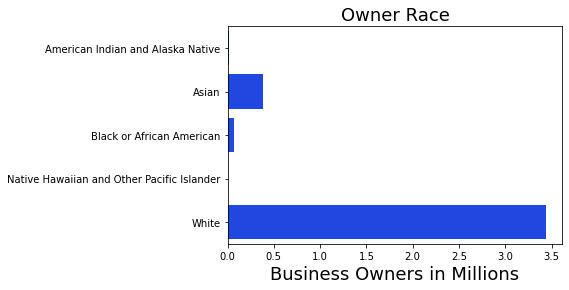 Owner Race
American Indian and Alaska Native
Asian
Black or African American
Native Hawaiian and Other Pacific Islander
White
0.0 0.5 1.0 1.5 2.0 2.5 3.0 3.5
Business Owners in Millions